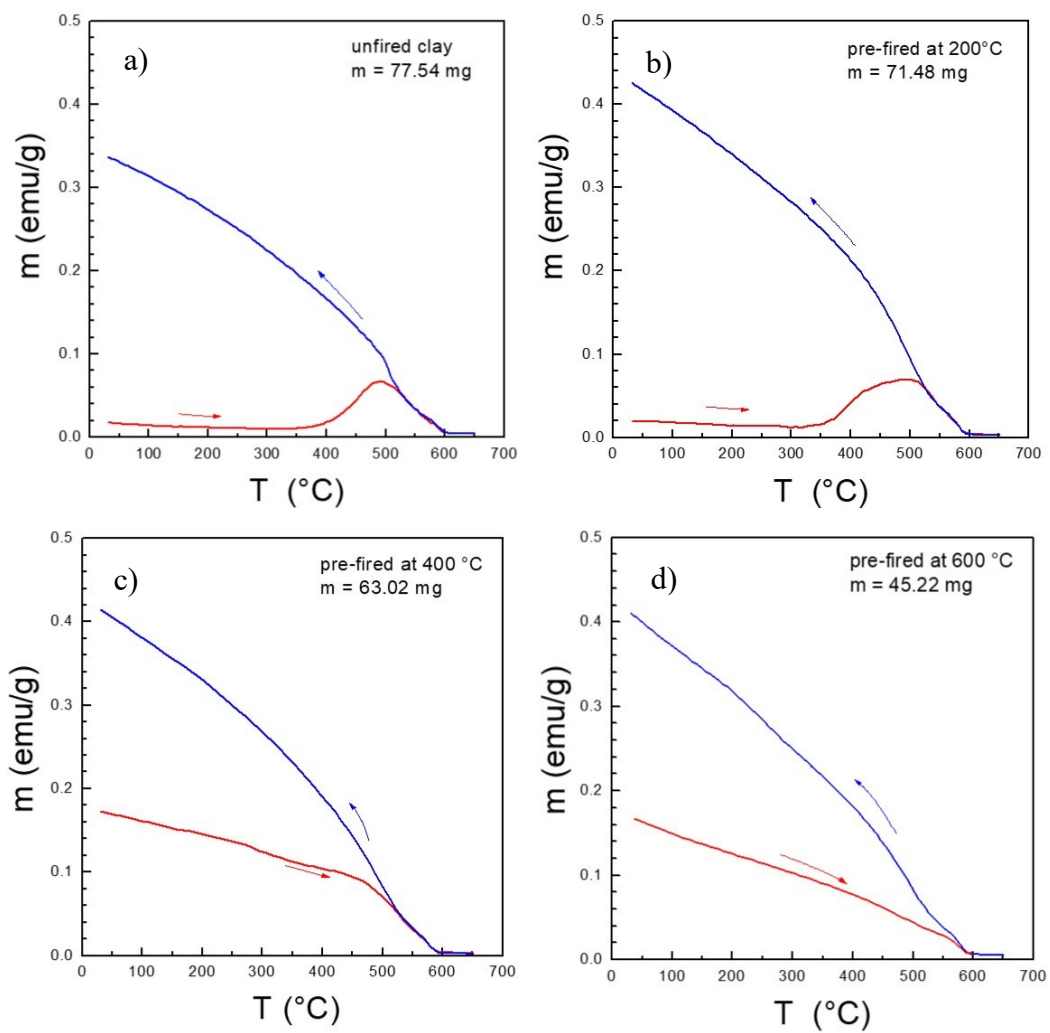 a)
unfired clay
m = 77.54 mg
m (emu/g)
0.5
0.4
0.3
0.2
0.1
0.0
0 100 200 300 400 500 600 700
T (°C)
b)
pre-fired at 200°C
m = 71.48 mg
m (emu/g)
0.5
0.4
0.3
0.2
0.1
0.0
0 100 200 300 400 500 600 700
T (°C)
c)
pre-fired at 400 °C
m = 63.02 mg
m (emu/g)
0.5
0.4
0.3
0.2
0.1
0.0
0 100 200 300 400 500 600 700
T (°C)
d)
pre-fired at 600 °C
m = 45.22 mg
m (emu/g)
0.5
0.4
0.3
0.2
0.1
0.0
0 100 200 300 400 500 600 700
T (°C)